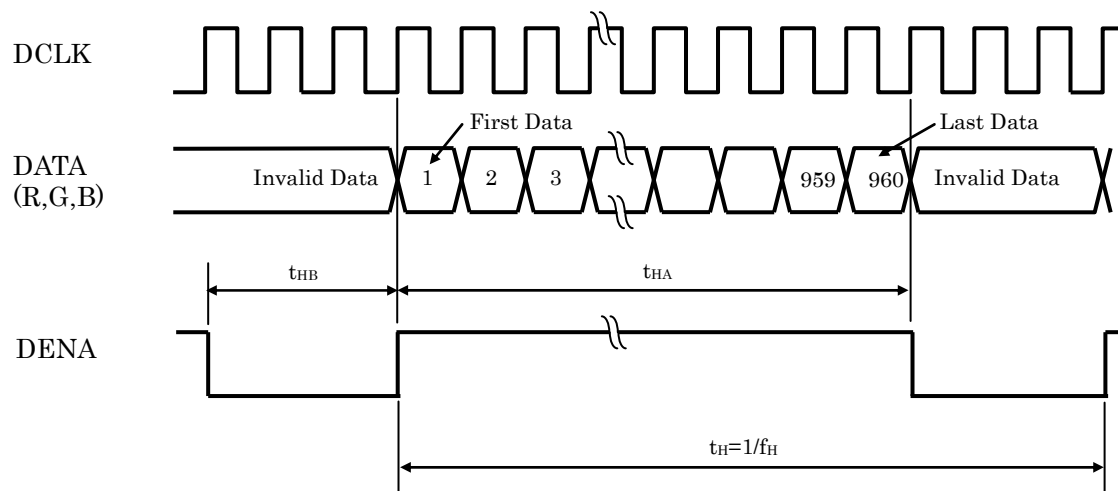 DCLK
First Data
Last Data
DATA
(R,G,B)
Invalid Data
1
2
3
959
960
Invalid Data
tHB
tHA
DENA
tH=1/fH